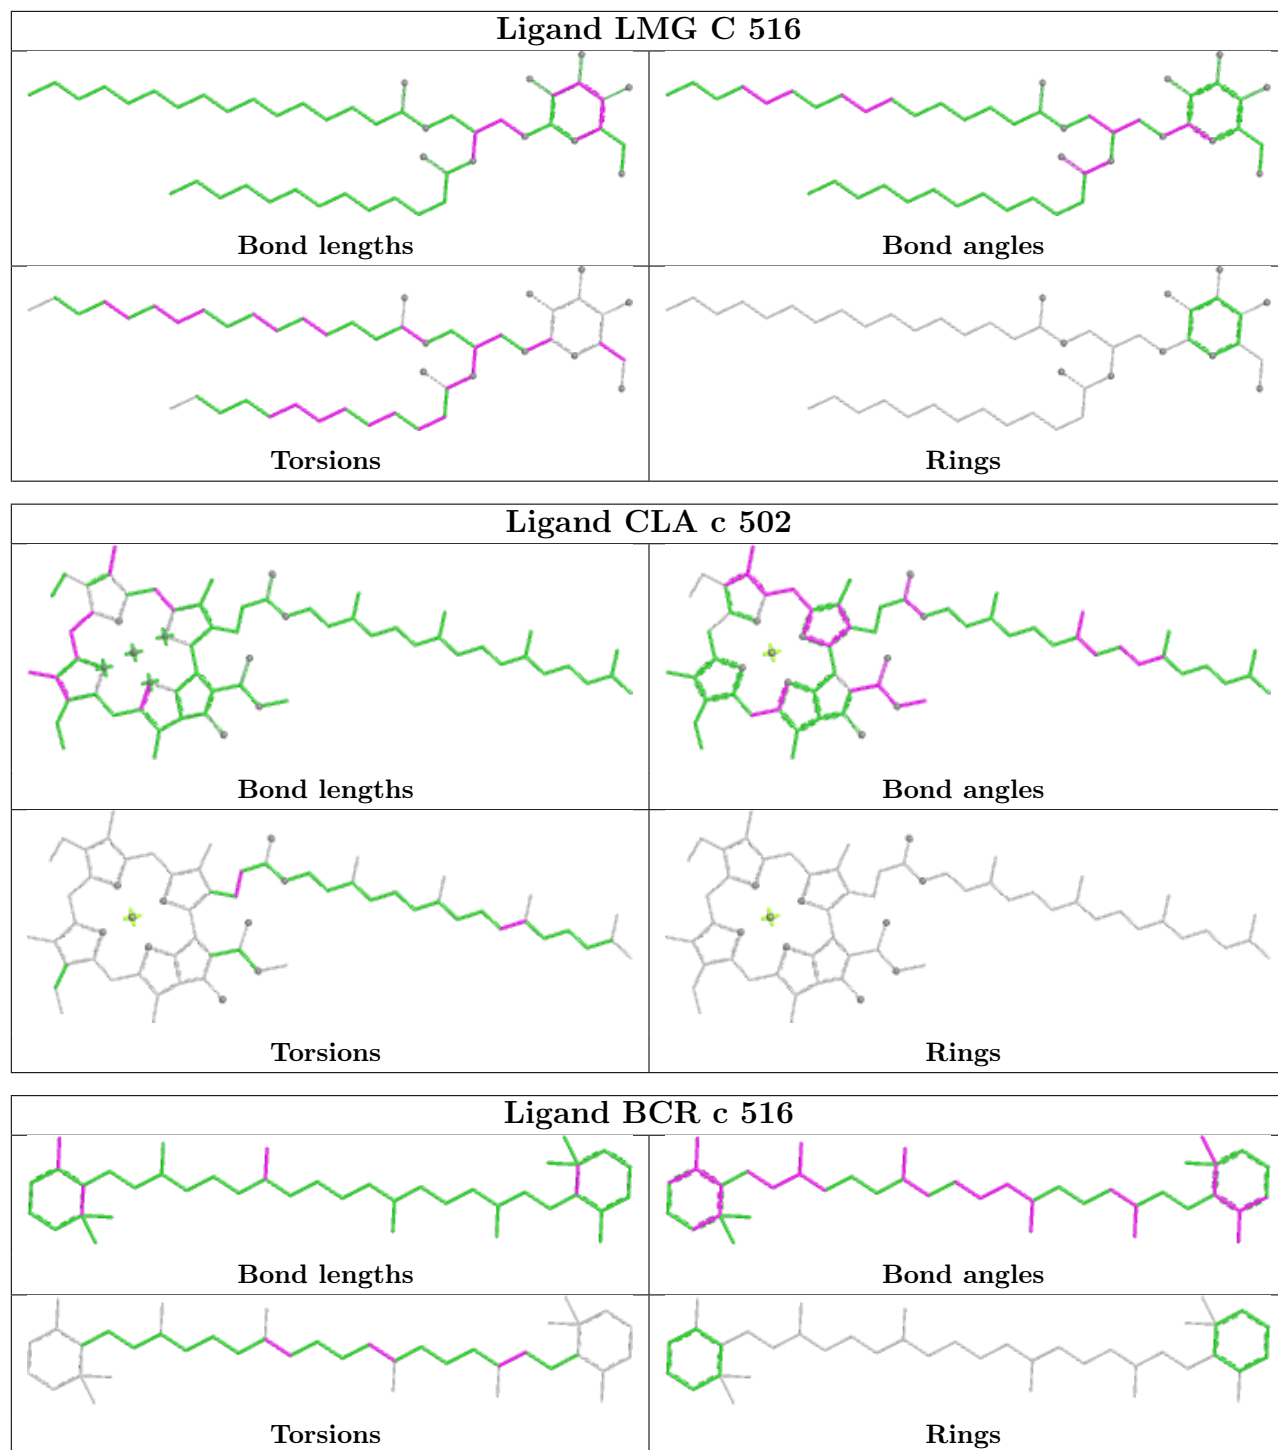 Ligand LMG C 516
Bond lengths
Bond angles
Torsions
Rings
Ligand CLA c 502
Bond lengths
Bond angles
Torsions
Rings
Ligand BCR c 516
Bond lengths
Bond angles
Torsions
Rings